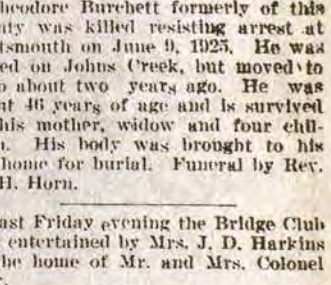 heodore Burchett formerly of this
nty was killed resisting arrest at
tsmouth on June 9, 1925. He was
ed on Johns Creek, but moved to
o about two years ago. He was
ut 46 years of age and is survived
his mother, widow and four chil-
n. His body was brought to his
home for burial. Funeral by Rev.
H. Horn.
ast Friday evening the Bridge Club
entertained by Mrs. J. D. Harkins
he home of Mr. and Mrs. Colonel